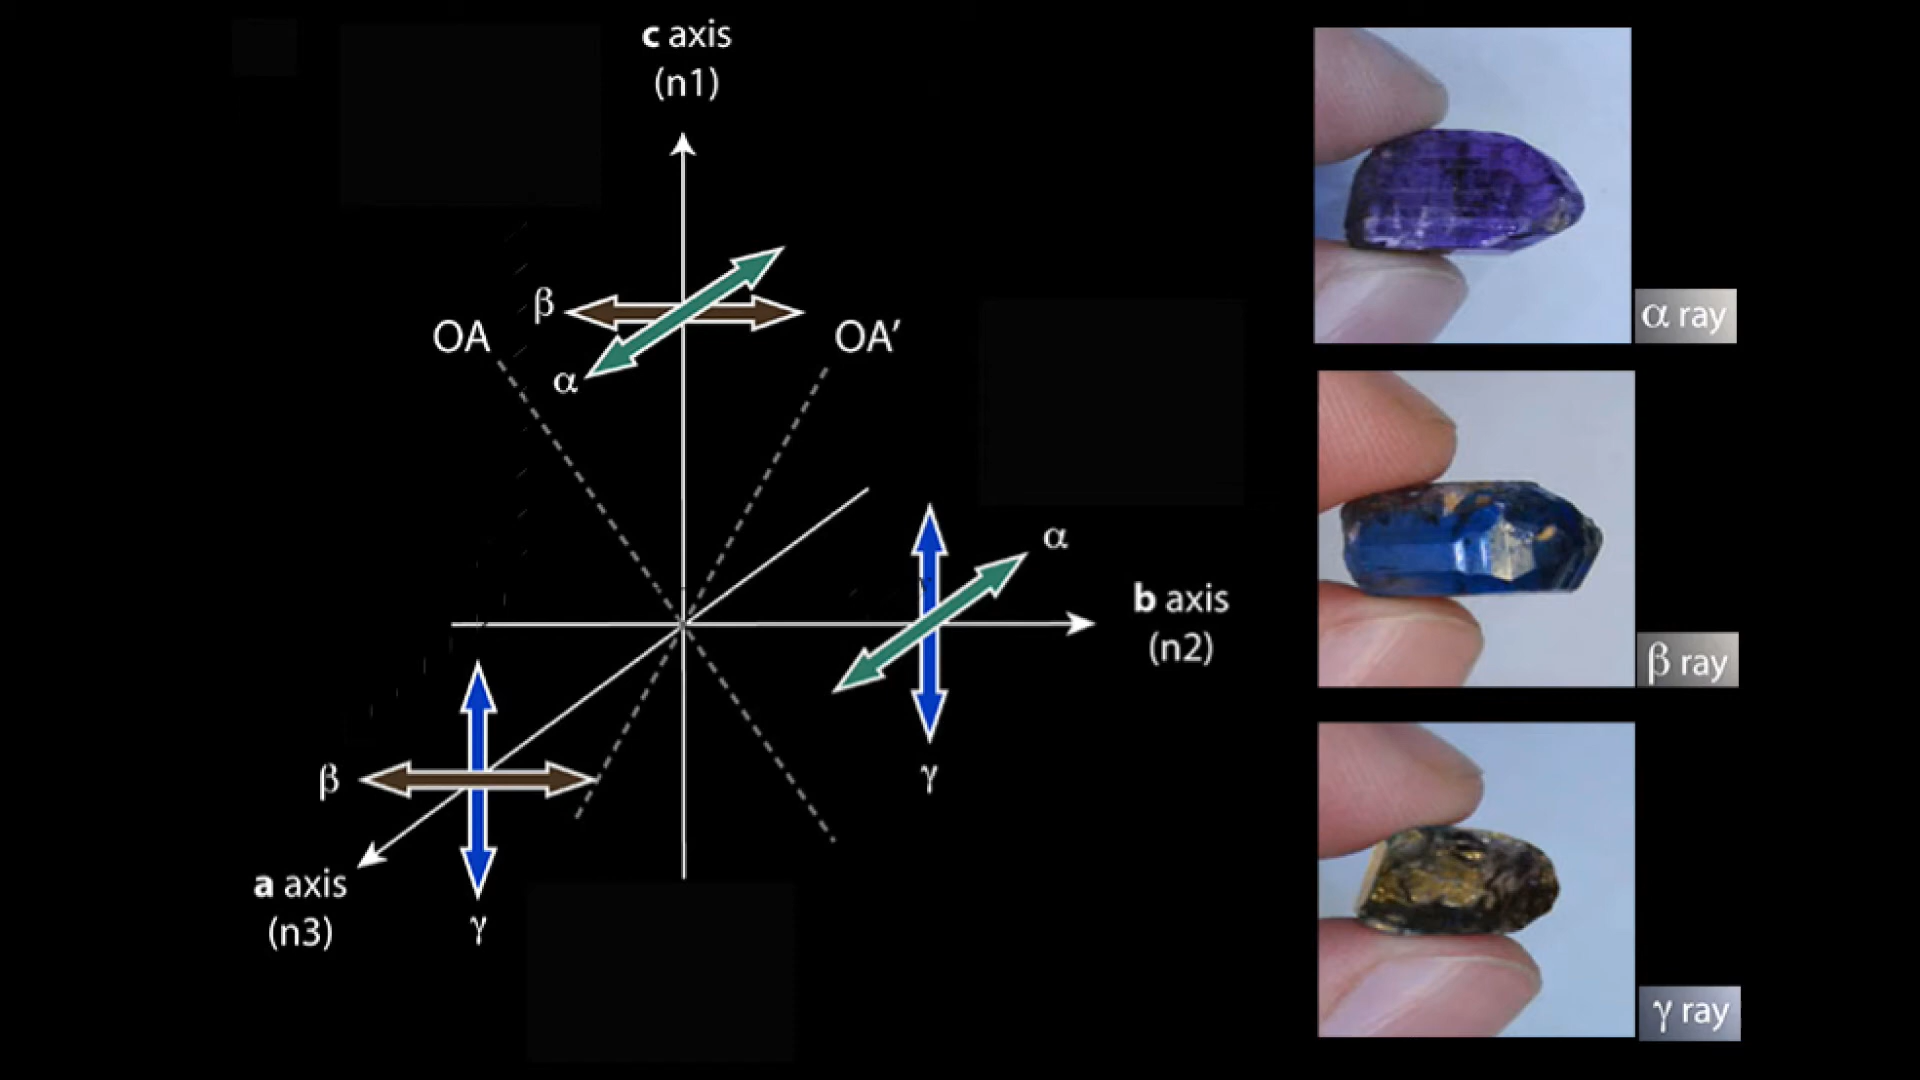 c axis
(n1)
β
OA
OA′
α
α
b axis
(n2)
γ
β
a axis
(n3)
γ
α ray
β ray
γ ray